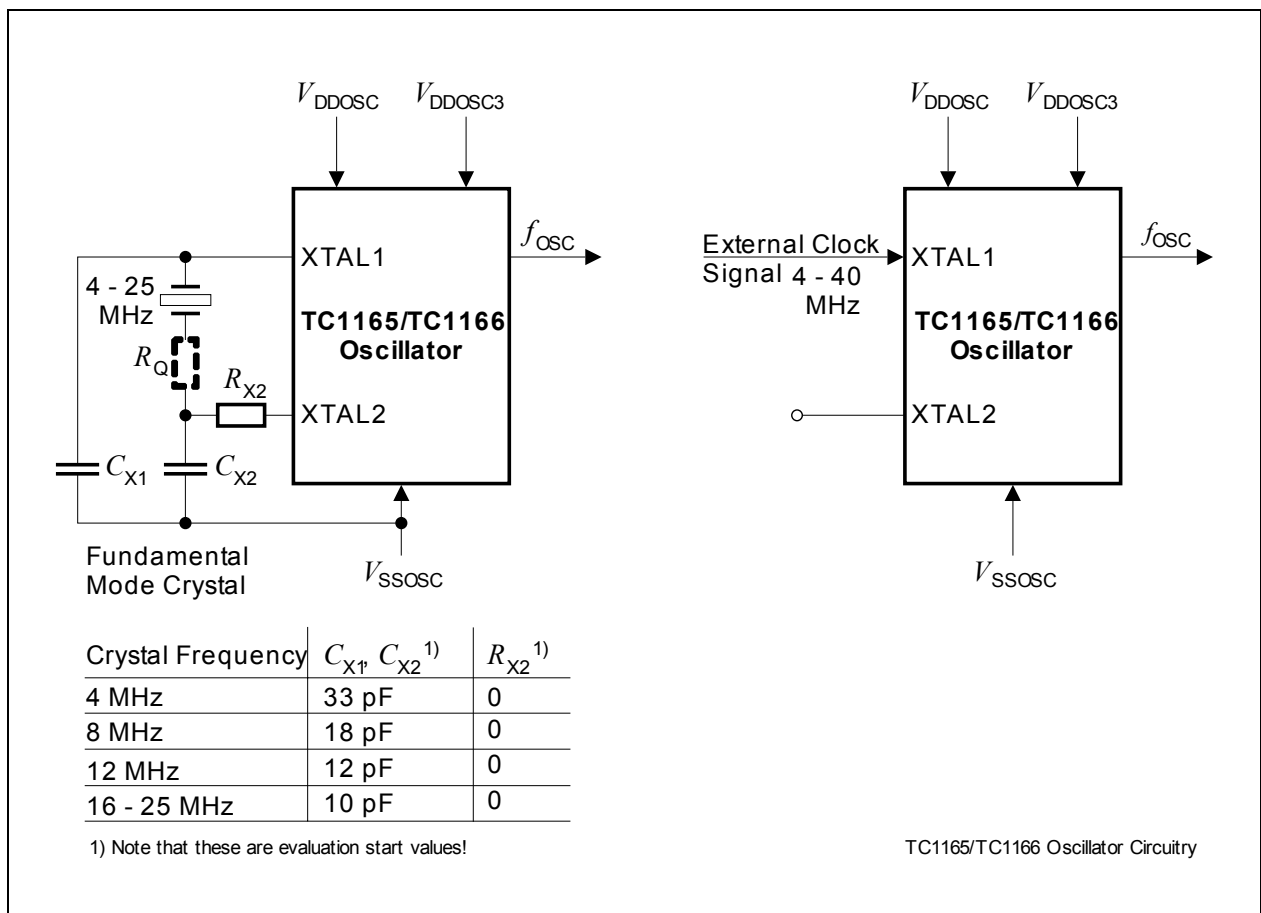 VDDOSC VDDOSC3
XTAL1
fOSC
4 - 25
MHz
TC1165/TC1166
Oscillator
RQ
RX2
XTAL2
CX1
CX2
Fundamental
Mode Crystal
VSSOSC
VDDOSC VDDOSC3
External Clock
Signal 4 - 40
MHz
XTAL1
fOSC
TC1165/TC1166
Oscillator
XTAL2
VSSOSC
Crystal Frequency CX1, CX2 1) RX2 1)
4 MHz 33 pF 0
8 MHz 18 pF 0
12 MHz 12 pF 0
16 - 25 MHz 10 pF 0
1) Note that these are evaluation start values!
TC1165/TC1166 Oscillator Circuitry